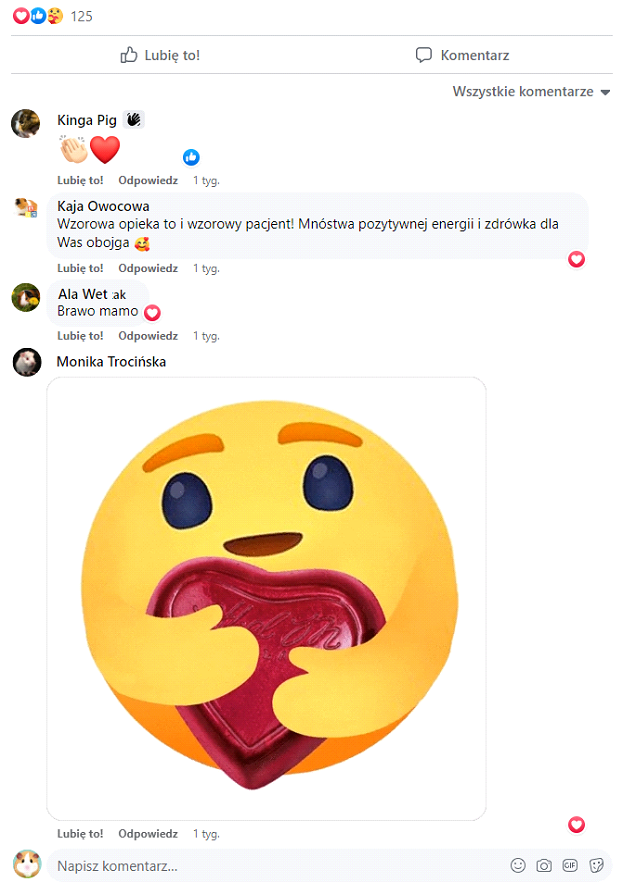 125
Lubię to!
Komentarz
Wszystkie komentarze
Kinga Pig
Lubię to! Odpowiedz 1 tyg.
Kaja Owocowa
Wzorowa opieka to i wzorowy pacjent! Mnóstwa pozytywnej energii i zdrówka dla
Was obojga
Lubię to! Odpowiedz 1 tyg.
Ala Wet :ak
Brawo mamo
Lubię to! Odpowiedz 1 tyg.
Monika Trocińska
Lubię to! Odpowiedz 1 tyg.
Napisz komentarz...
GIF